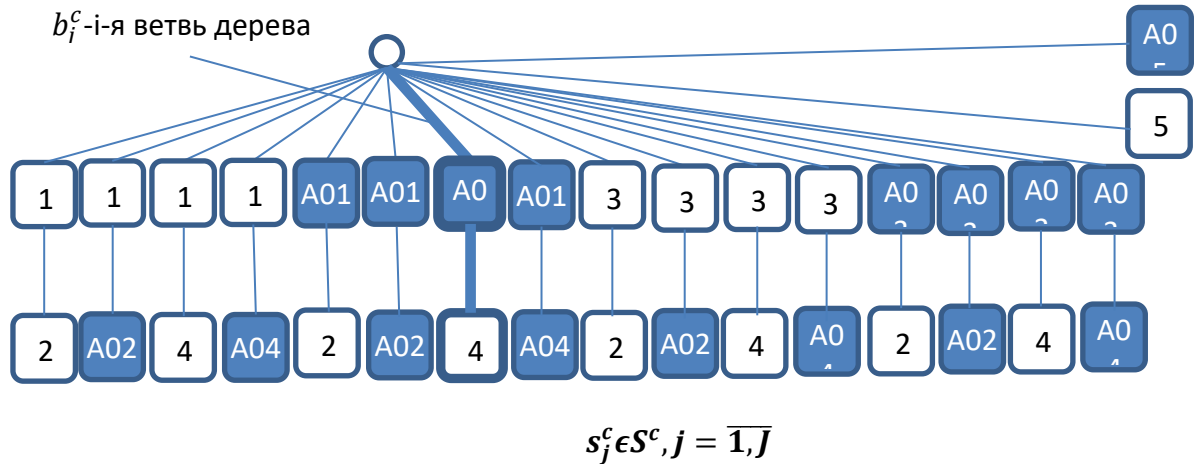 b_i^c-i-я ветвь дерева
A0
5
1 1 1 1 A01 A01 A0 A01 3 3 3 3 A0 A0 A0 A0
2 A02 4 A04 2 A02 4 A04 2 A02 4 A0 2 A02 4 A0
s_j^c ϵ S^c, j = \overline{1, J}